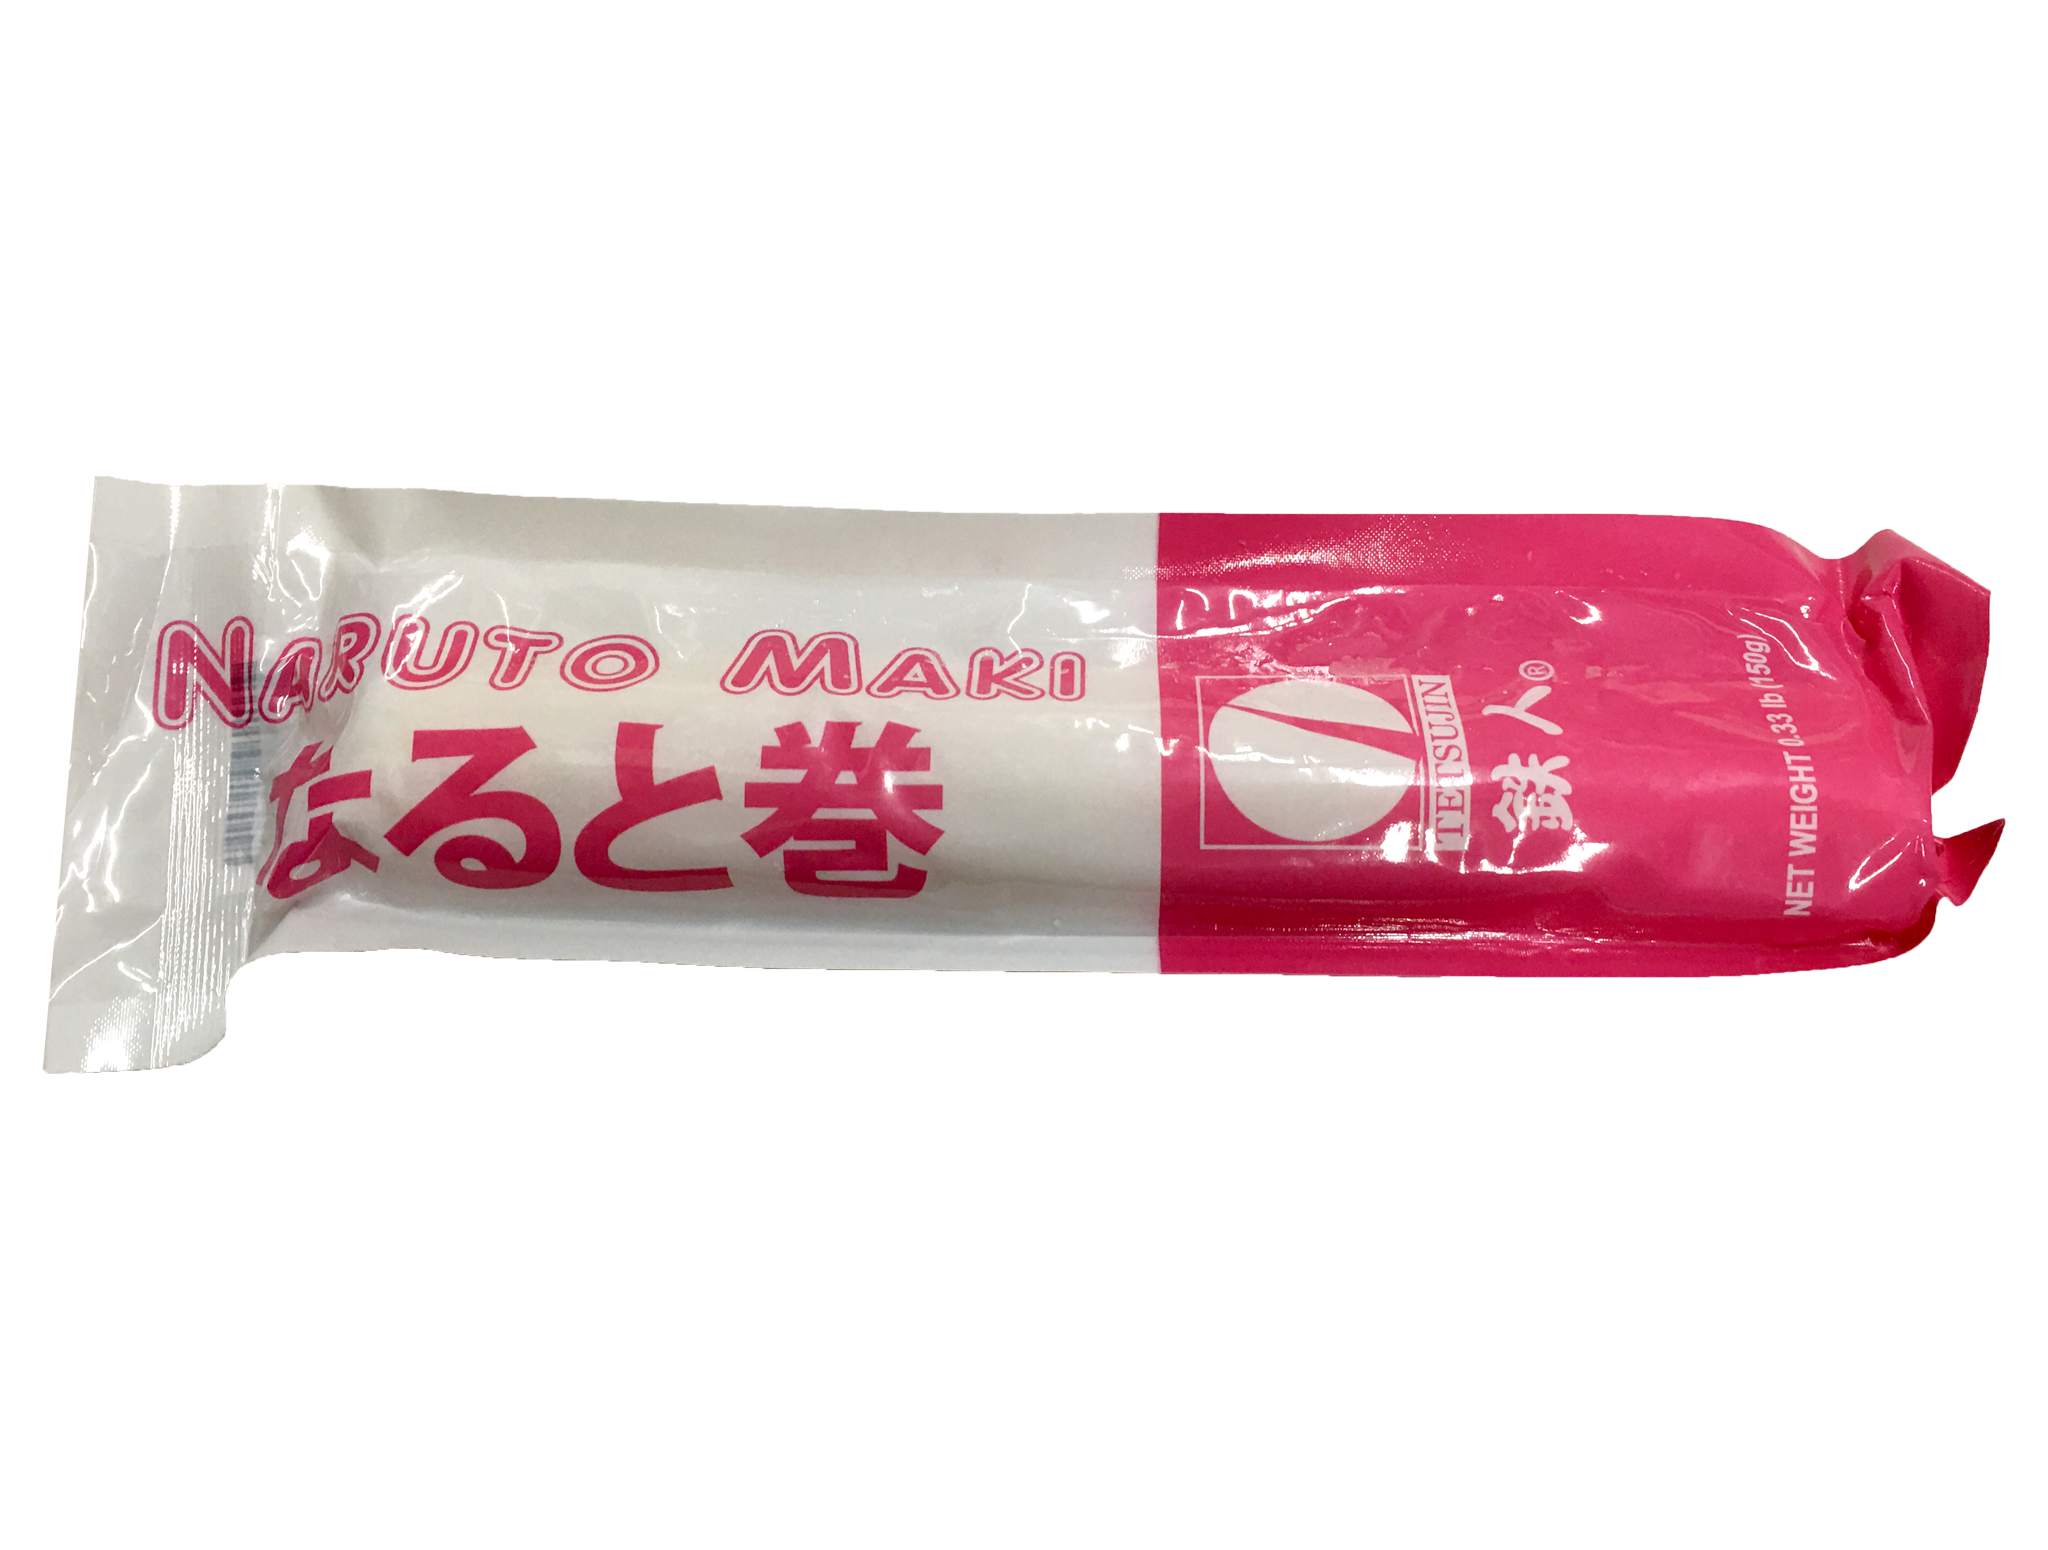 NARUTO MAKI
なると巻
TETSUJIN
鉄人®
NET WEIGHT 0.33 lb (150g)